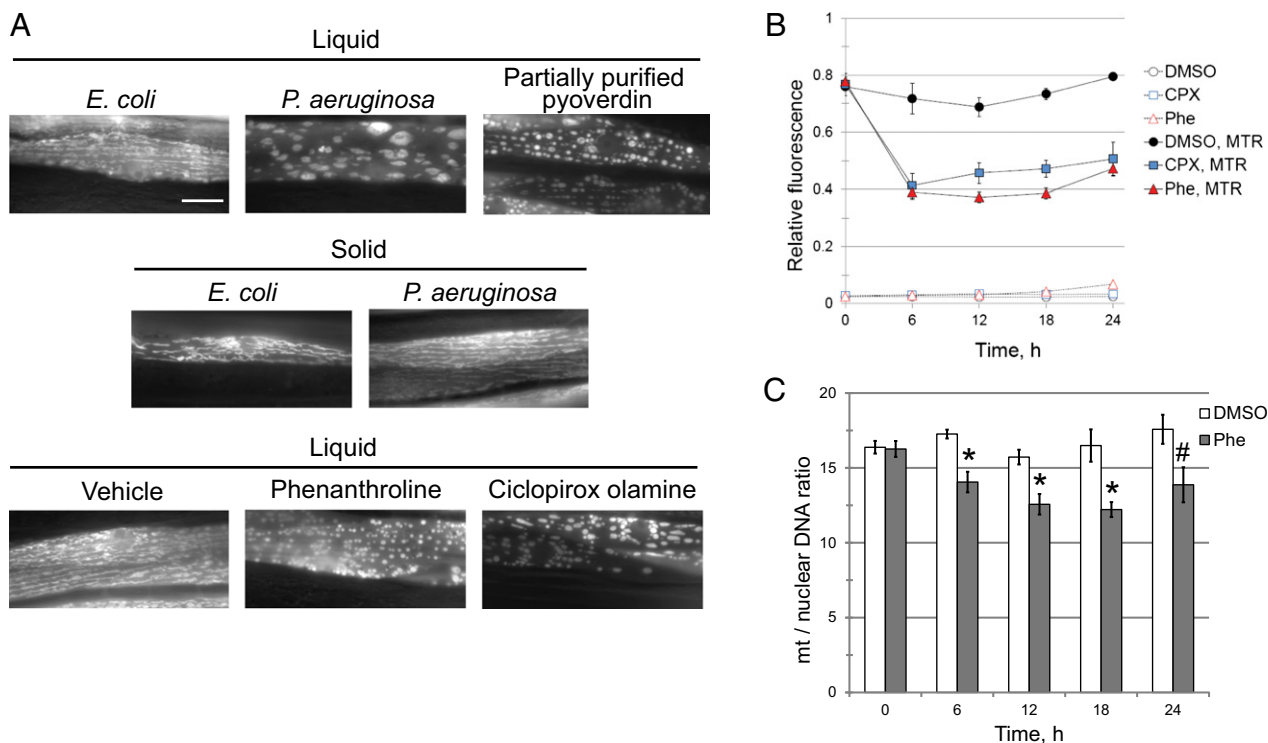 A
Liquid
E. coli
P. aeruginosa
Partially purified
pyoverdin
Solid
E. coli
P. aeruginosa
Liquid
Vehicle
Phenanthroline
Ciclopirox olamine
B
Relative fluorescence
1
0.8
0.6
0.4
0.2
0
0 6 12 18 24
Time, h
DMSO
CPX
Phe
DMSO, MTR
CPX, MTR
Phe, MTR
C
mt / nuclear DNA ratio
20
15
10
5
0
* * * #
0 6 12 18 24
Time, h
DMSO
Phe